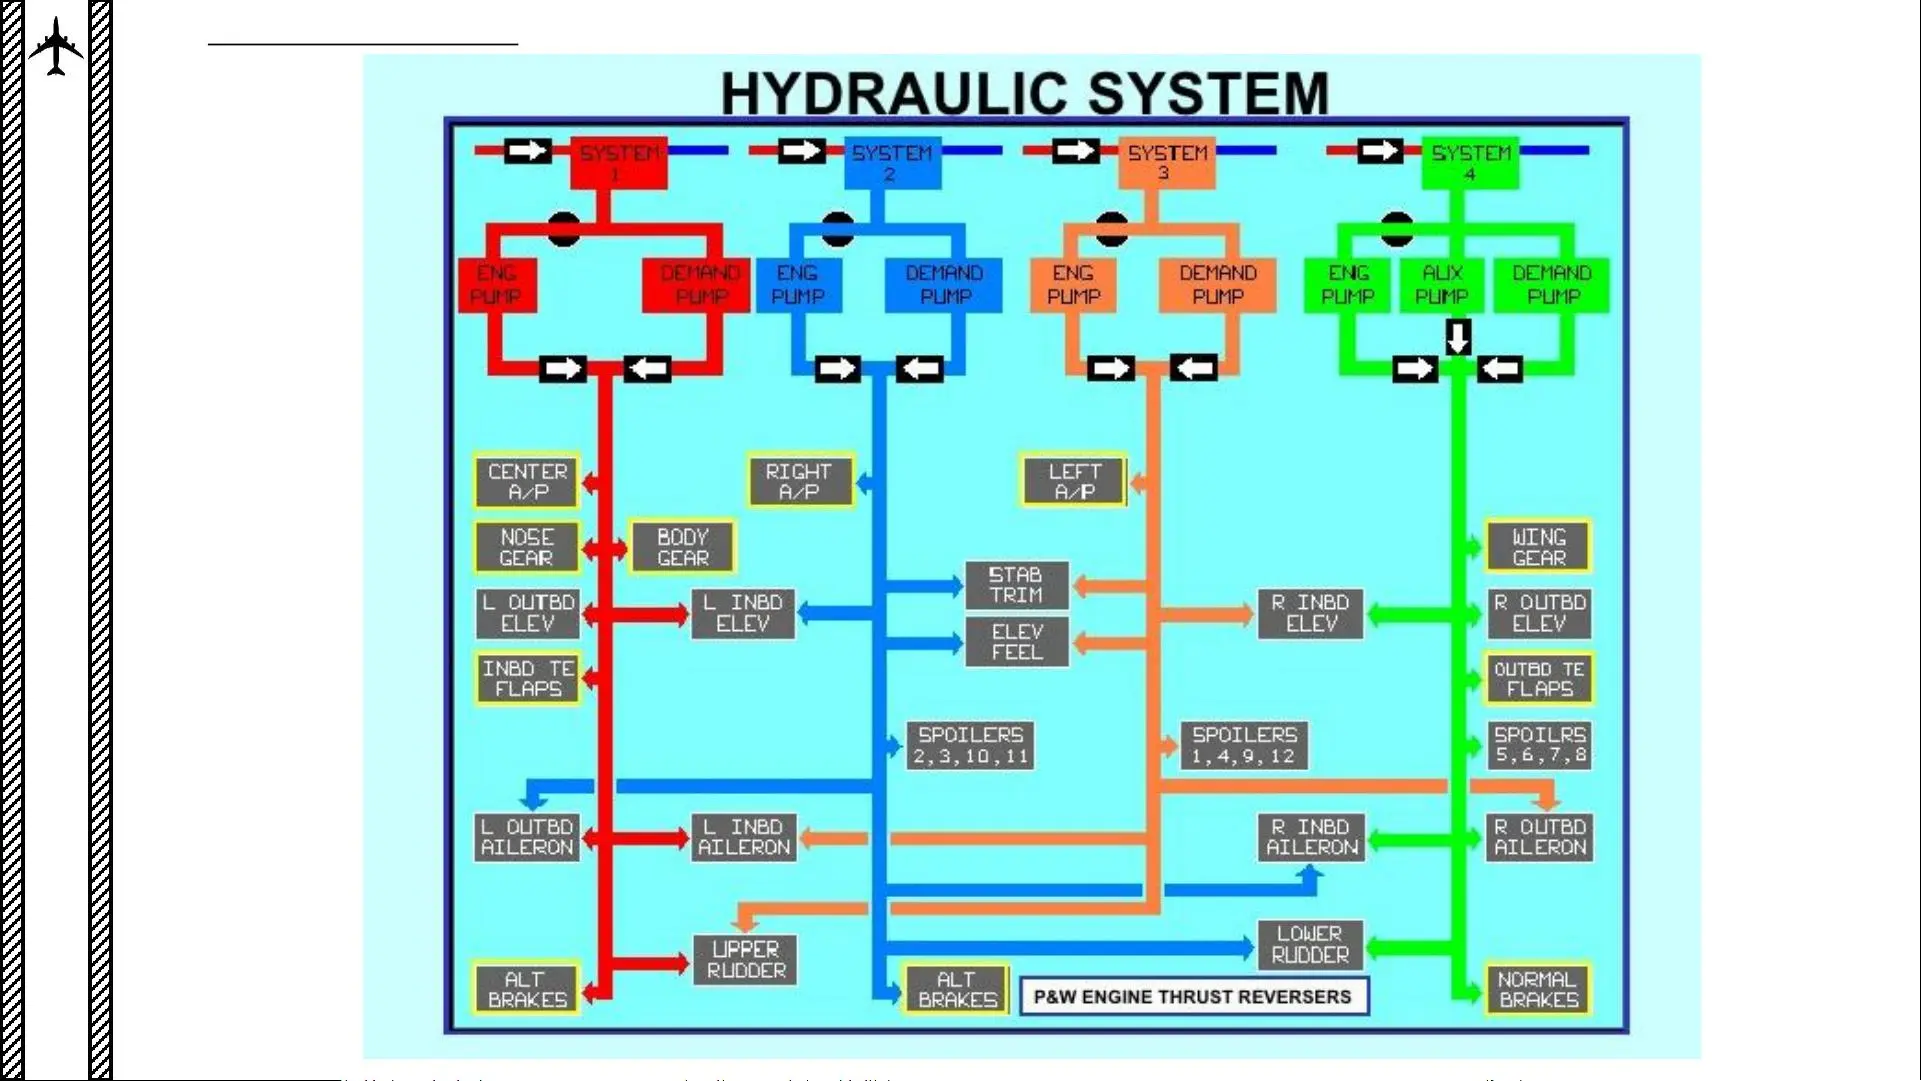 HYDRAULIC SYSTEM
SYSTEM
1
SYSTEM
2
SYSTEM
3
SYSTEM
4
ENG
PUMP
DEMAND
PUMP
ENG
PUMP
DEMAND
PUMP
ENG
PUMP
DEMAND
PUMP
ENG
PUMP
AUX
PUMP
DEMAND
PUMP
CENTER
A/P
RIGHT
A/P
LEFT
A/P
NOSE
GEAR
BODY
GEAR
WING
GEAR
STAB
TRIM
L OUTBD
ELEV
L INBD
ELEV
R INBD
ELEV
R OUTBD
ELEV
ELEV
FEEL
INBD TE
FLAPS
OUTBD TE
FLAPS
SPOILERS
2,3,10,11
SPOILERS
1,4,9,12
SPOILRS
5,6,7,8
L OUTBD
AILERON
L INBD
AILERON
R INBD
AILERON
R OUTBD
AILERON
UPPER
RUDDER
LOWER
RUDDER
ALT
BRAKES
ALT
BRAKES
P&W ENGINE THRUST REVERSERS
NORMAL
BRAKES